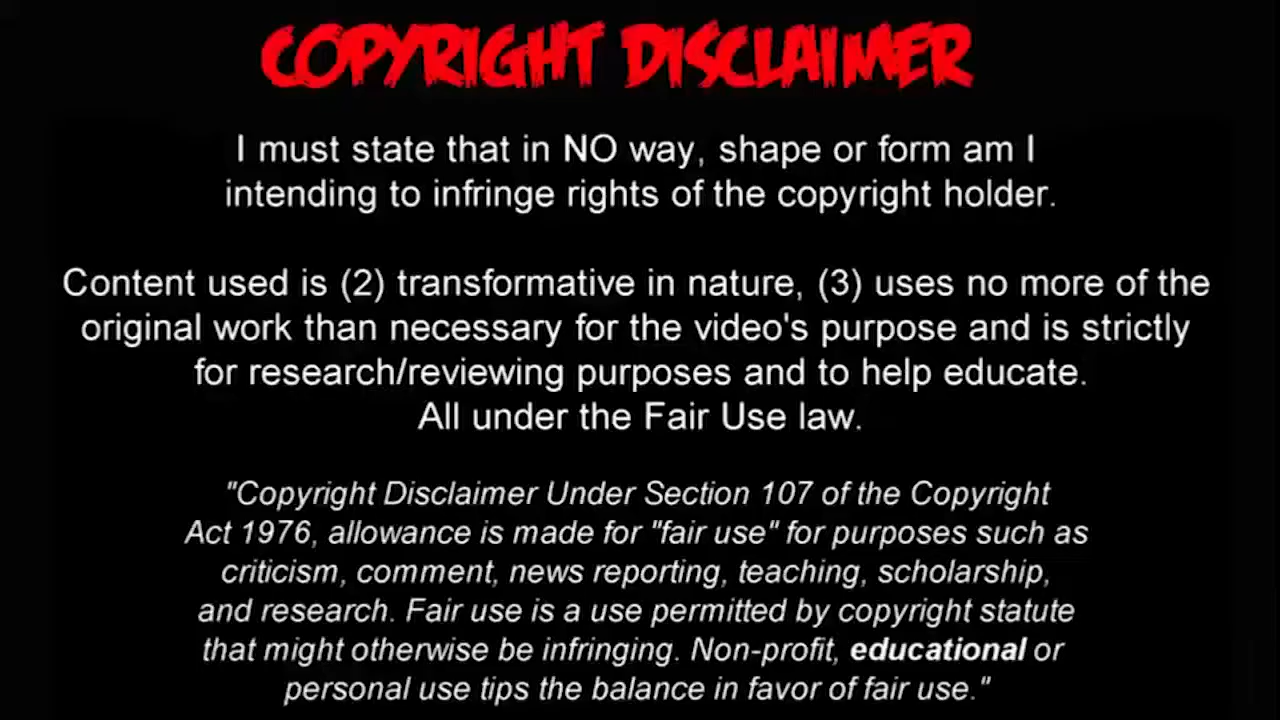 COPYRIGHT DISCLAIMER
I must state that in NO way, shape or form am I
intending to infringe rights of the copyright holder.
Content used is (2) transformative in nature, (3) uses no more of the
original work than necessary for the video's purpose and is strictly
for research/reviewing purposes and to help educate.
All under the Fair Use law.
"Copyright Disclaimer Under Section 107 of the Copyright
Act 1976, allowance is made for "fair use" for purposes such as
criticism, comment, news reporting, teaching, scholarship,
and research. Fair use is a use permitted by copyright statute
that might otherwise be infringing. Non-profit, educational or
personal use tips the balance in favor of fair use."